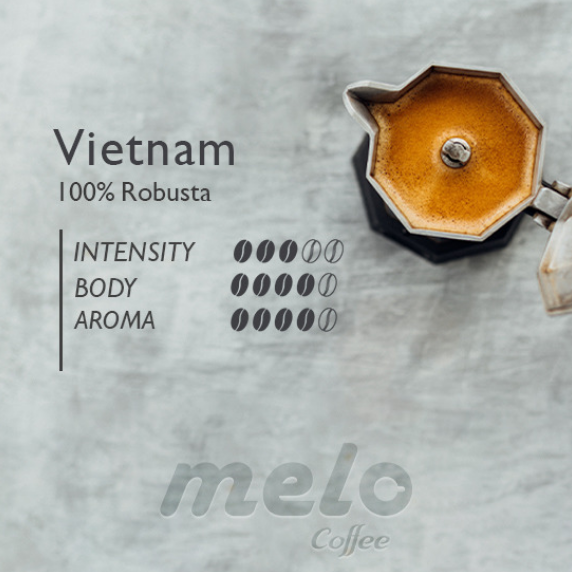 Vietnam
100% Robusta
INTENSITY
BODY
AROMA
melo
Coffee